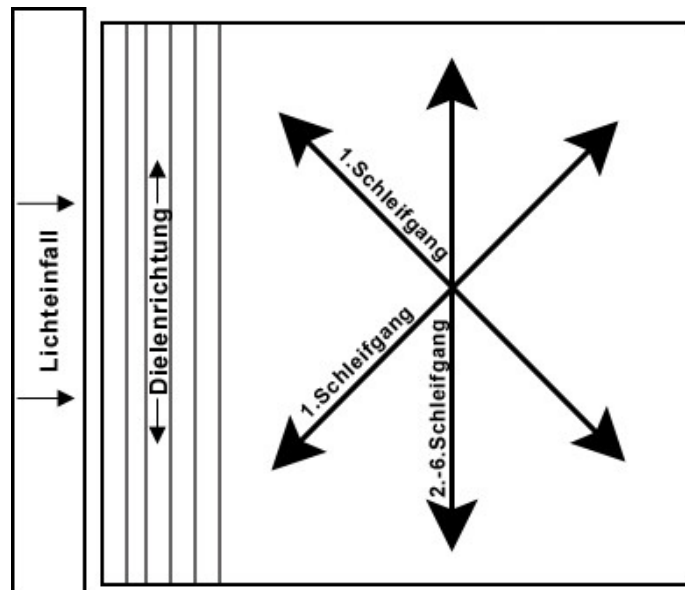 Lichteinfall
Dielenrichtung
1.Schleifgang
1.Schleifgang
2.-6.Schleifgang